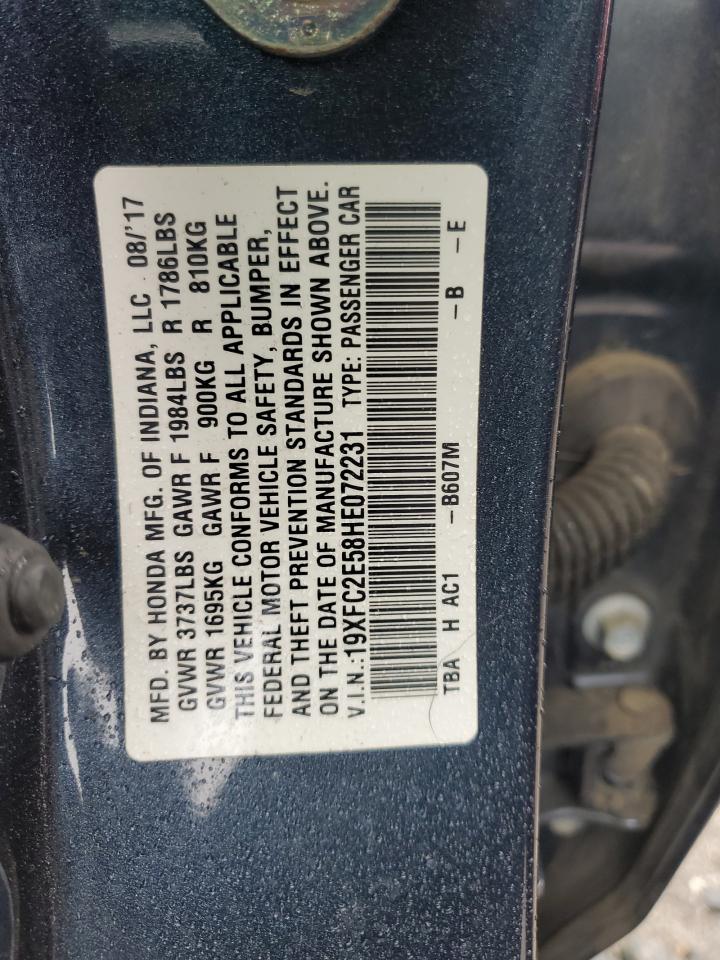 MFD. BY HONDA MFG. OF INDIANA, LLC 08/'17
GVWR 3737LBS GAWR F 1984LBS R 1786LBS
GVWR 1695KG GAWR F 900KG R 810KG
THIS VEHICLE CONFORMS TO ALL APPLICABLE
FEDERAL MOTOR VEHICLE SAFETY, BUMPER,
AND THEFT PREVENTION STANDARDS IN EFFECT
ON THE DATE OF MANUFACTURE SHOWN ABOVE.
V.I.N.:19XFC2E58HE072231 TYPE: PASSENGER CAR
TBA H AC1 -B607M -B -E